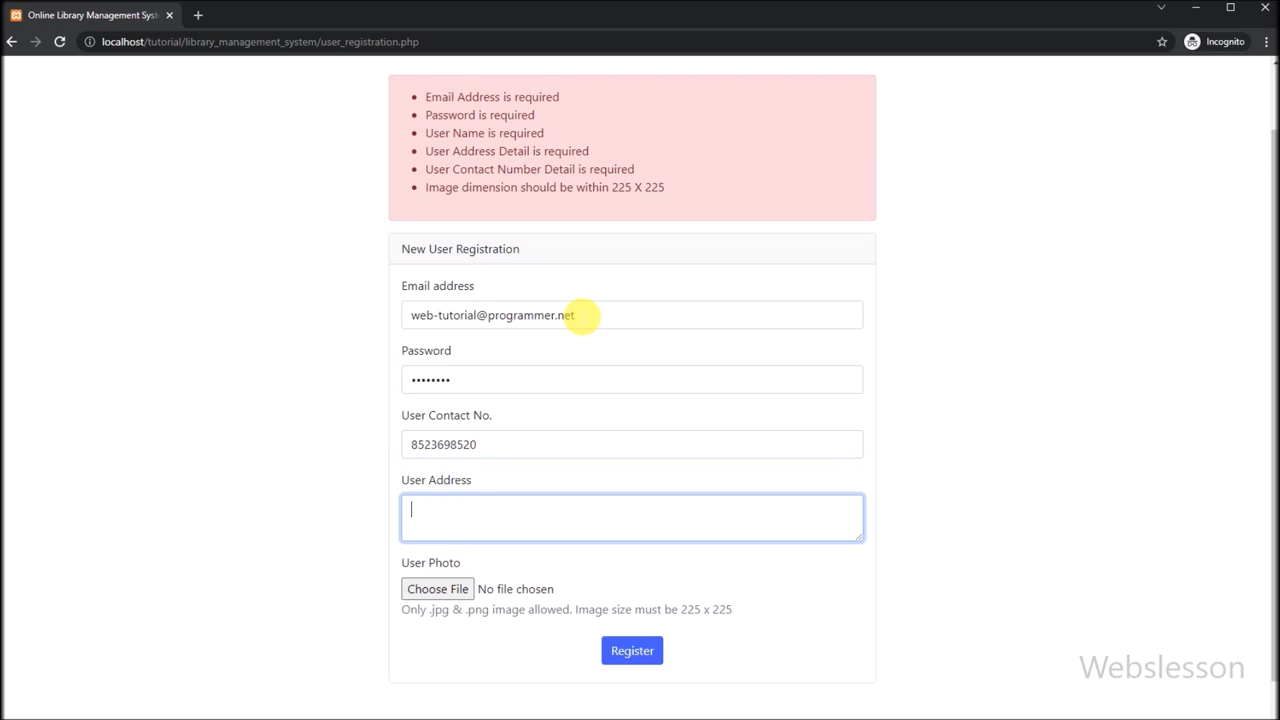 Online Library Management Syst
localhost/tutorial/library_management_system/user_registration.php
Incognito
Email Address is required
Password is required
User Name is required
User Address Detail is required
User Contact Number Detail is required
Image dimension should be within 225 X 225
New User Registration
Email address
web-tutorial@programmer.net
Password
••••••••
User Contact No.
8523698520
User Address
User Photo
Choose File No file chosen
Only .jpg & .png image allowed. Image size must be 225 x 225
Register
Webslesson